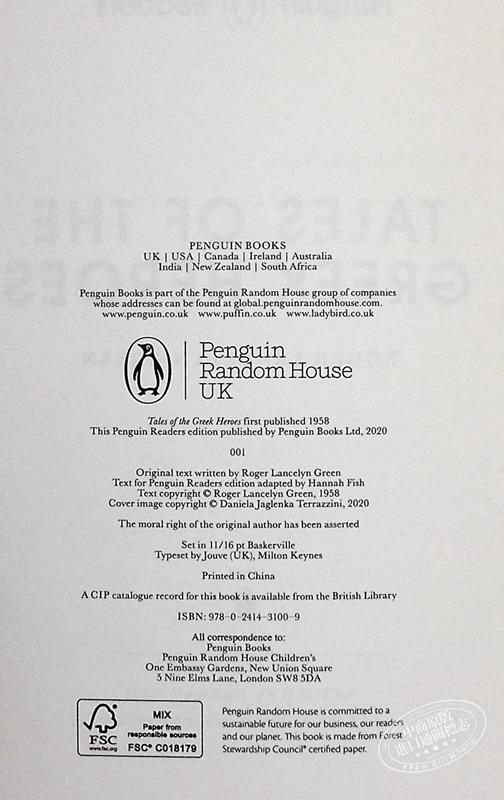 PENGUIN BOOKS
UK | USA | Canada | Ireland | Australia
India | New Zealand | South Africa
Penguin Books is part of the Penguin Random House group of companies
whose addresses can be found at global.penguinrandomhouse.com.
www.penguin.co.uk www.puffin.co.uk www.ladybird.co.uk
Penguin
Random House
UK
Tales of the Greek Heroes first published 1958
This Penguin Readers edition published by Penguin Books Ltd, 2020
001
Original text written by Roger Lancelyn Green
Text for Penguin Readers edition adapted by Hannah Fish
Text copyright © Roger Lancelyn Green, 1958
Cover image copyright © Daniela Jaglenka Terrazzini, 2020
The moral right of the original author has been asserted
Set in 11/16 pt Baskerville
Typeset by Jouve (UK), Milton Keynes
Printed in China
A CIP catalogue record for this book is available from the British Library
ISBN: 978-0-2414-3100-9
All correspondence to:
Penguin Books
Penguin Random House Children's
One Embassy Gardens, New Union Square
5 Nine Elms Lane, London SW8 5DA
FSC
www.fsc.org
MIX
Paper from
responsible sources
FSC® C018179
Penguin Random House is committed to a
sustainable future for our business, our readers
and our planet. This book is made from Forest
Stewardship Council® certified paper.